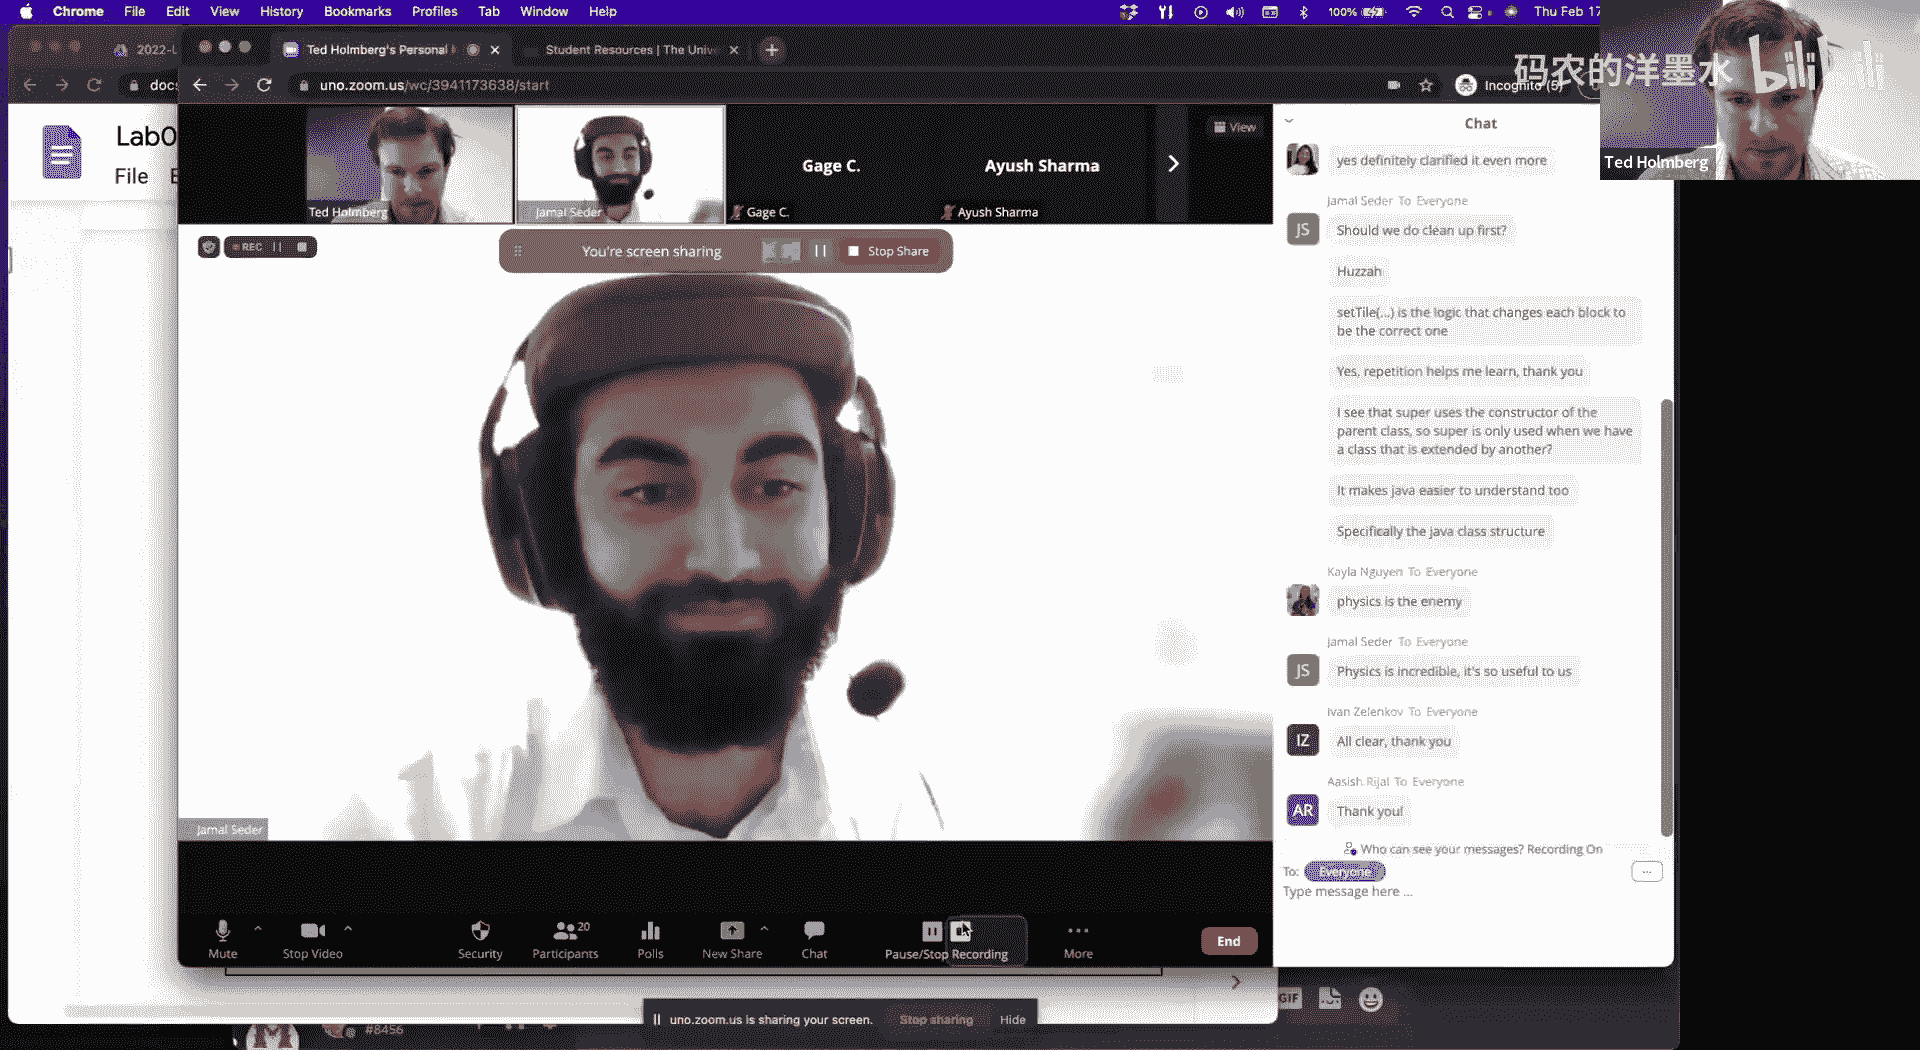 Chrome File Edit View History Bookmarks Profiles Tab Window Help
100%
Thu Feb 17
2022-
Ted Holmberg's Personal
Student Resources | The Unive
docs
uno.zoom.us/wc/3941173638/start
Incognito (5)
码农的洋墨水
bilibili
Ted Holmberg
Lab0
File E
Ted Holmberg
Jamal Seder
Gage C.
Gage C.
Ayush Sharma
Ayush Sharma
View
REC
You're screen sharing
Stop Share
Jamal Seder
Chat
yes definitely clarified it even more
Jamal Seder To Everyone
JS
Should we do clean up first?
Huzzah
setTile(...) is the logic that changes each block to
be the correct one
Yes, repetition helps me learn, thank you
I see that super uses the constructor of the
parent class, so super is only used when we have
a class that is extended by another?
It makes java easier to understand too
Specifically the java class structure
Kayla Nguyen To Everyone
physics is the enemy
Jamal Seder To Everyone
JS
Physics is incredible, it's so useful to us
Ivan Zelenkov To Everyone
IZ
All clear, thank you
Aasish Rijal To Everyone
AR
Thank you!
Who can see your messages? Recording On
To: Everyone
...
Type message here ...
Mute
Stop Video
Security
20
Participants
Polls
New Share
Chat
Pause/Stop Recording
More
End
GIF
uno.zoom.us is sharing your screen.
Stop sharing
Hide
#8456